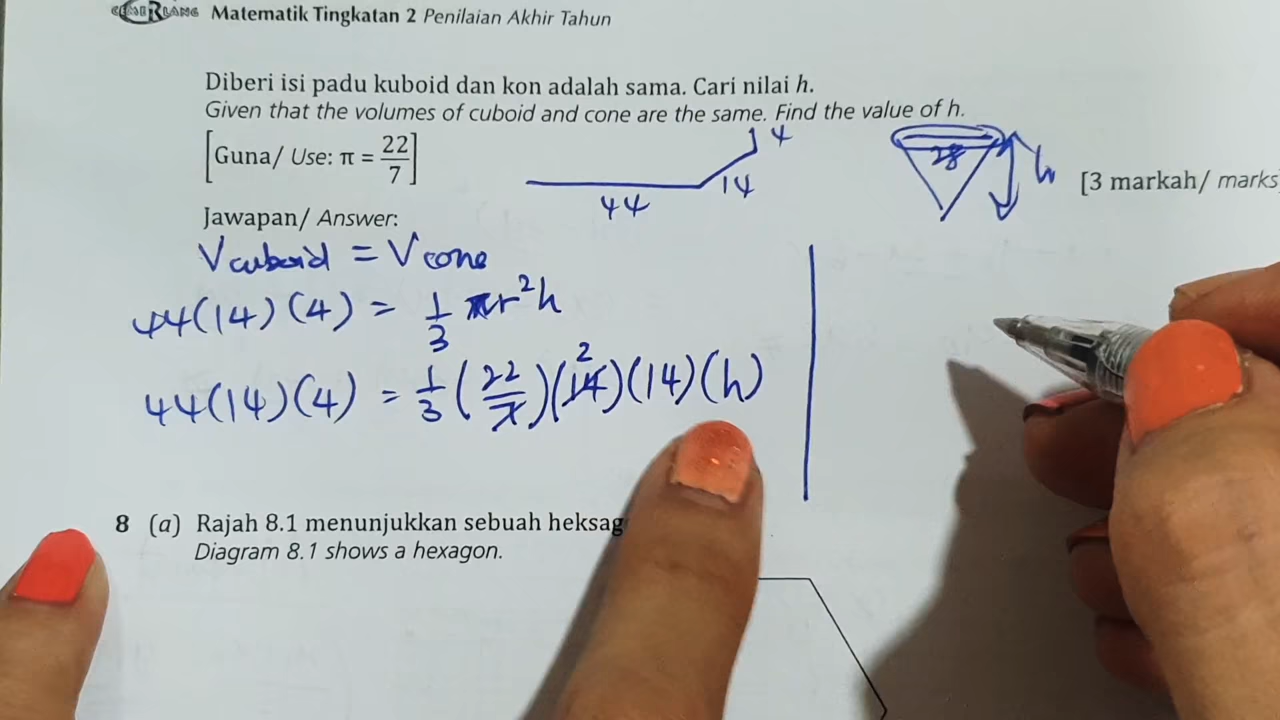 CEMERLANG Matematik Tingkatan 2 Penilaian Akhir Tahun
Diberi isi padu kuboid dan kon adalah sama. Cari nilai h.
Given that the volumes of cuboid and cone are the same. Find the value of h.
[Guna/ Use: π = 22/7]
44 14 4
28 h
[3 markah/ marks]
Jawapan/ Answer:
V cuboid = V cone
44(14)(4) = 1/3 πr²h
44(14)(4) = 1/3 (22/7)(14)(14)(h)
2
8 (a) Rajah 8.1 menunjukkan sebuah heksag
Diagram 8.1 shows a hexagon.